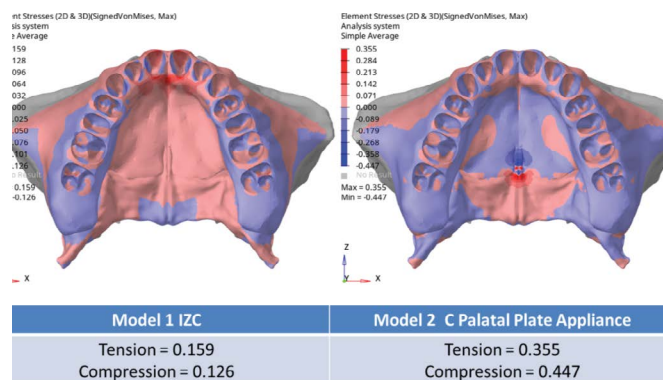 ent Stresses (2D & 3D)(SignedVonMises, Max)
sis system
e Average
.159
.128
.096
.064
.032
.000
.025
.050
.076
.101
.126
o Result
0.159
-0.126
X
Element Stresses (2D & 3D)(SignedVonMises, Max)
Analysis system
Simple Average
0.355
0.284
0.213
0.142
0.071
0.000
-0.089
-0.179
-0.268
-0.358
-0.447
No Result
Max = 0.355
Min = -0.447
Z
Y
X
Model 1 IZC
Model 2 C Palatal Plate Appliance
Tension = 0.159
Compression = 0.126
Tension = 0.355
Compression = 0.447